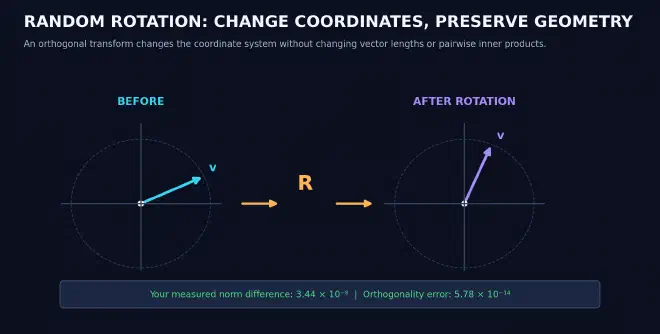 RANDOM ROTATION: CHANGE COORDINATES, PRESERVE GEOMETRY
An orthogonal transform changes the coordinate system without changing vector lengths or pairwise inner products.
BEFORE
AFTER ROTATION
v
R
v
Your measured norm difference: 3.44 × 10⁻⁸ | Orthogonality error: 5.78 × 10⁻¹⁴